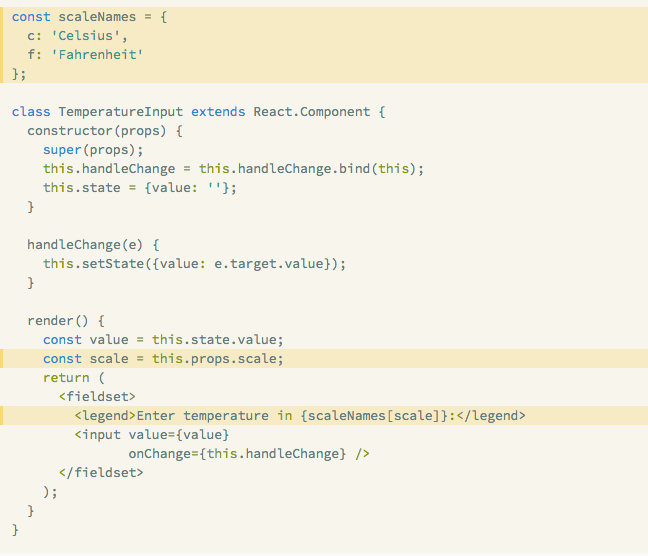 const scaleNames = {
  c: 'Celsius',
  f: 'Fahrenheit'
};

class TemperatureInput extends React.Component {
  constructor(props) {
    super(props);
    this.handleChange = this.handleChange.bind(this);
    this.state = {value: ''};
  }

  handleChange(e) {
    this.setState({value: e.target.value});
  }

  render() {
    const value = this.state.value;
    const scale = this.props.scale;
    return (
      <fieldset>
        <legend>Enter temperature in {scaleNames[scale]}:</legend>
        <input value={value}
               onChange={this.handleChange} />
      </fieldset>
    );
  }
}